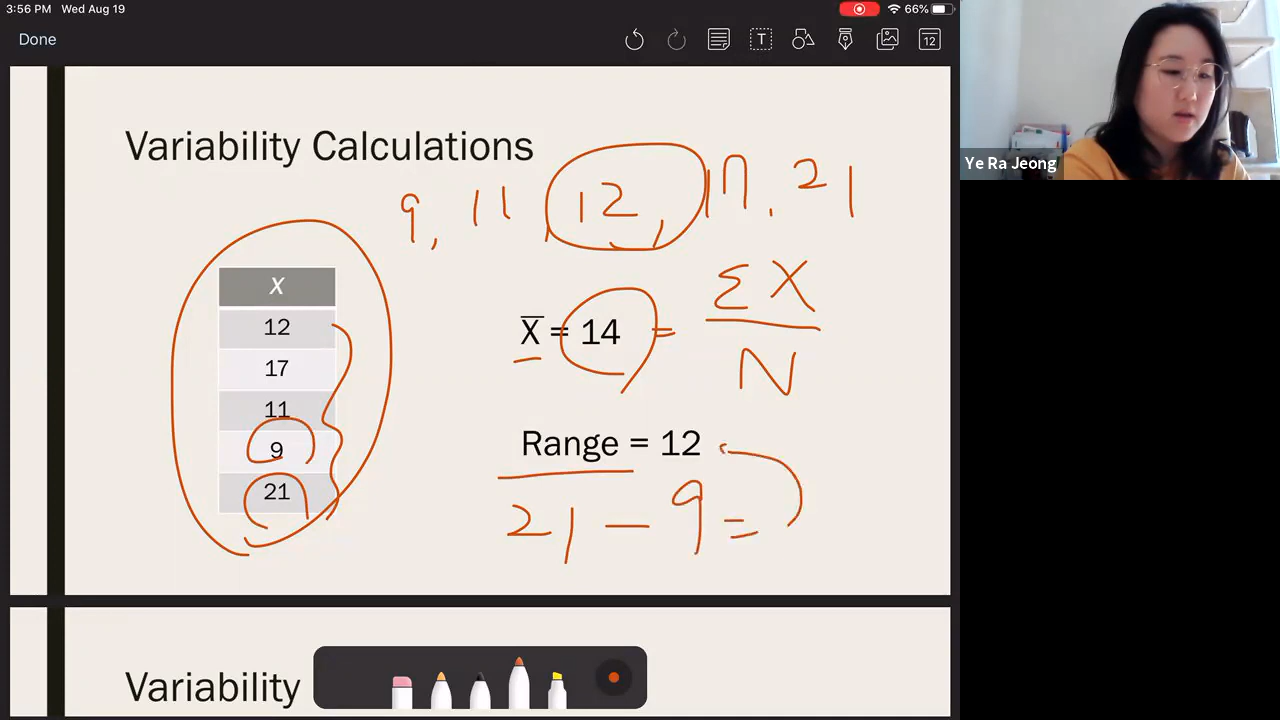 3:56 PM Wed Aug 19
66%
Done
T
12
Variability Calculations
9, 11, 12, 17, 21
X
12
17
11
9
21
X̅ = 14 = ΣX / N
Range = 12
21 – 9 =
Ye Ra Jeong
Variability